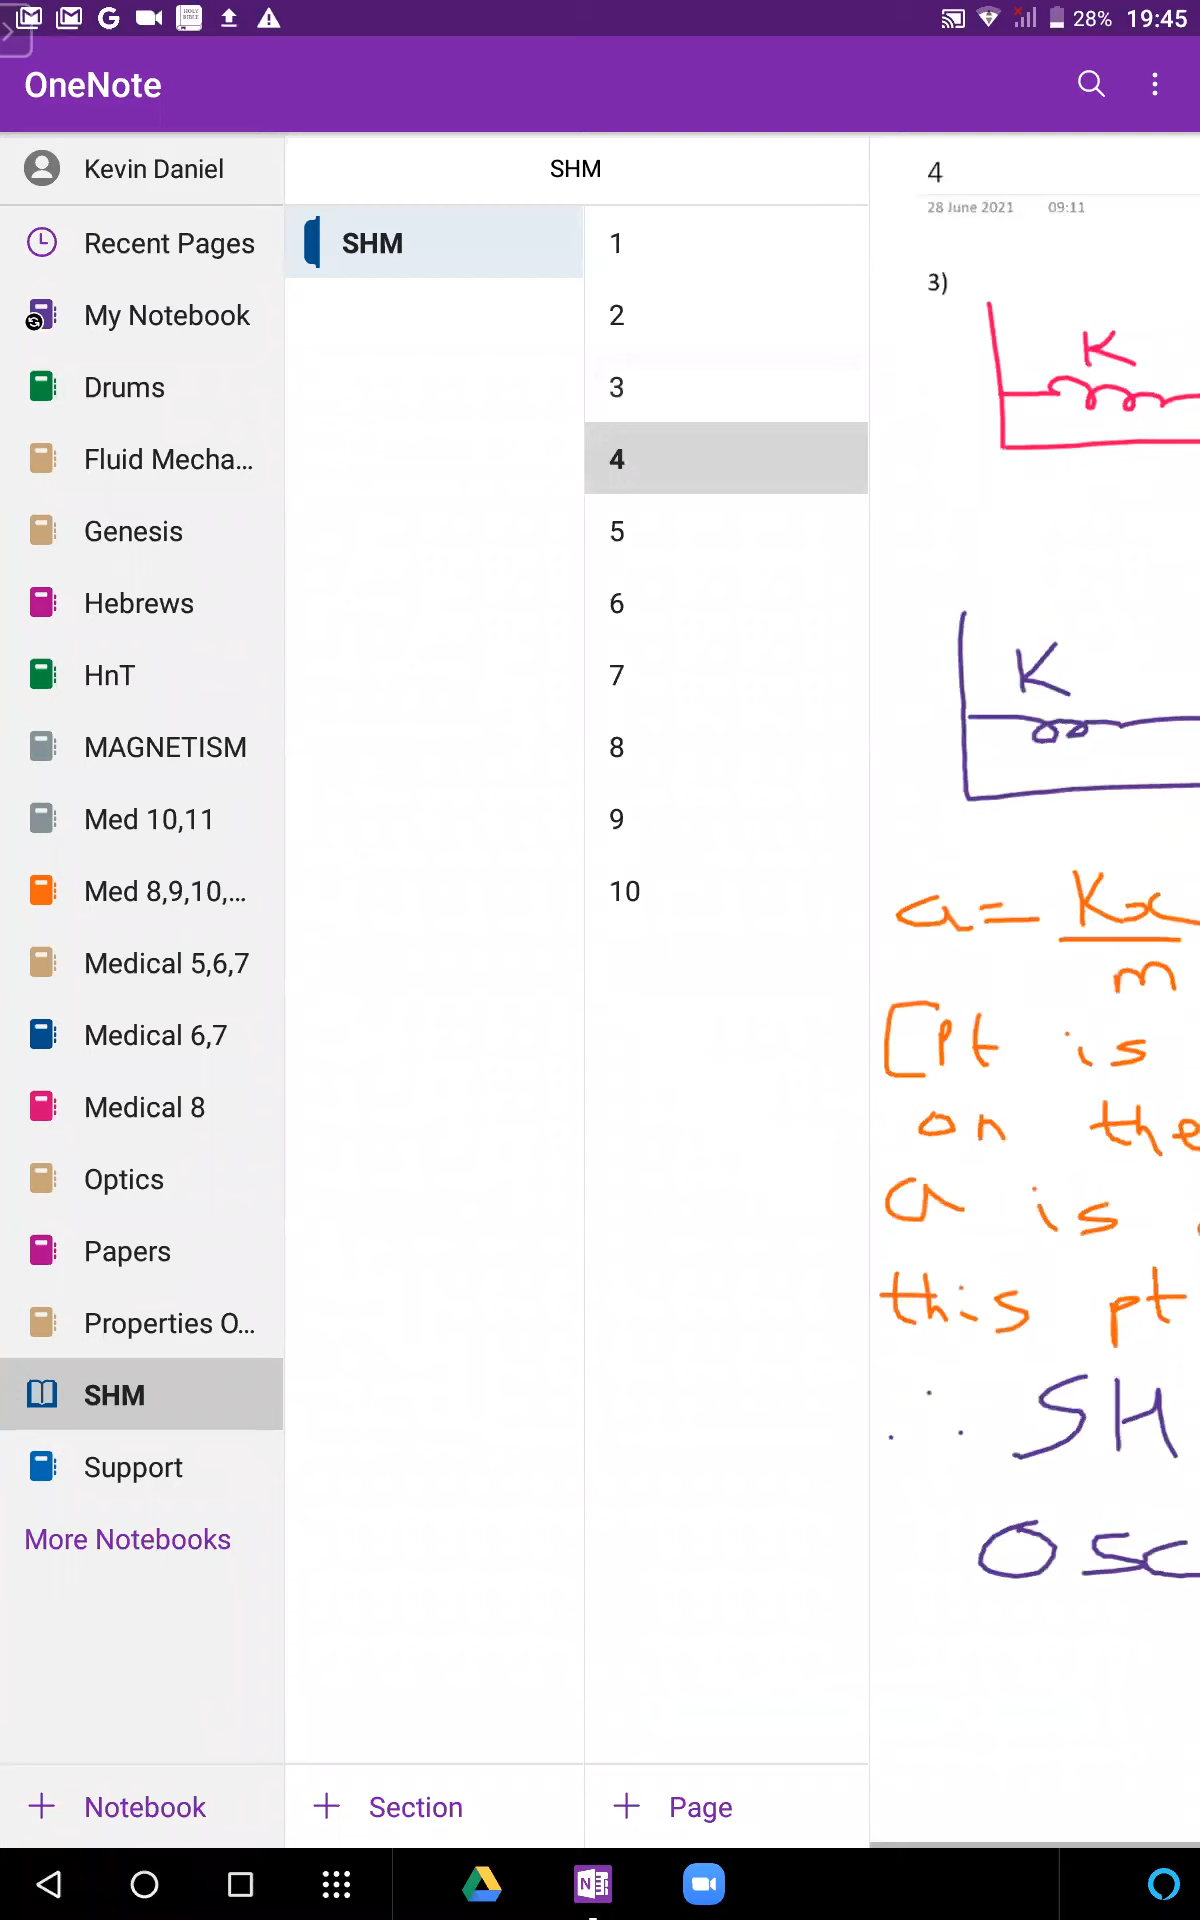 28% 19:45
OneNote
Kevin Daniel
SHM
4
28 June 2021 09:11
Recent Pages
My Notebook
Drums
Fluid Mecha...
Genesis
Hebrews
HnT
MAGNETISM
Med 10,11
Med 8,9,10,...
Medical 5,6,7
Medical 6,7
Medical 8
Optics
Papers
Properties O...
SHM
Support
More Notebooks
SHM
1
2
3
4
5
6
7
8
9
10
3)
K
K
a = Kx
m
[Pt is
on the
a is
this pt
∴ SH
OSC
+ Notebook
+ Section
+ Page